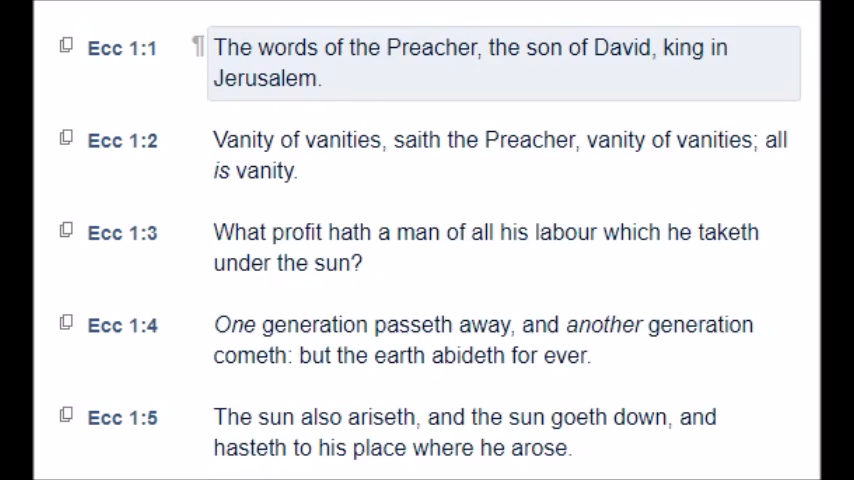 Ecc 1:1 ¶ The words of the Preacher, the son of David, king in
Jerusalem.
Ecc 1:2 Vanity of vanities, saith the Preacher, vanity of vanities; all
is vanity.
Ecc 1:3 What profit hath a man of all his labour which he taketh
under the sun?
Ecc 1:4 One generation passeth away, and another generation
cometh: but the earth abideth for ever.
Ecc 1:5 The sun also ariseth, and the sun goeth down, and
hasteth to his place where he arose.